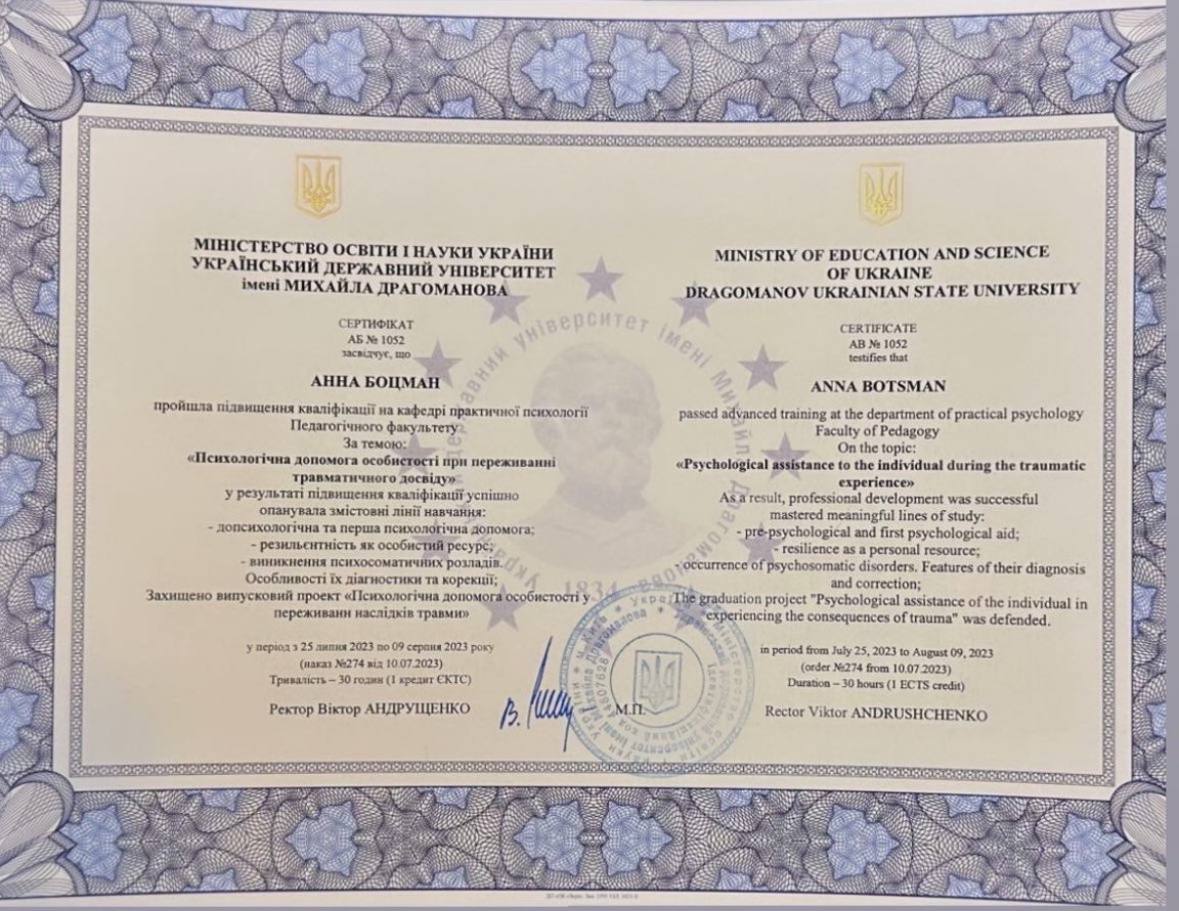 МІНІСТЕРСТВО ОСВІТИ І НАУКИ УКРАЇНИ
УКРАЇНСЬКИЙ ДЕРЖАВНИЙ УНІВЕРСИТЕТ
імені МИХАЙЛА ДРАГОМАНОВА
СЕРТИФІКАТ
АБ № 1052
засвідчує, що
АННА БОЦМАН
пройшла підвищення кваліфікації на кафедрі практичної психології
Педагогічного факультету
За темою:
«Психологічна допомога особистості при переживанні
травматичного досвіду»
у результаті підвищення кваліфікації успішно
опанувала змістовні лінії навчання:
- допсихологічна та перша психологічна допомога;
- резильєнтність як особистий ресурс;
- виникнення психосоматичних розладів.
Особливості їх діагностики та корекції;
Захищено випусковий проект «Психологічна допомога особистості у
переживанн наслідків травми»
у період з 25 липня 2023 по 09 серпня 2023 року
(наказ №274 від 10.07.2023)
Тривалість – 30 годин (1 кредит ЄКТС)
Ректор Віктор АНДРУЩЕНКО
М.П.
MINISTRY OF EDUCATION AND SCIENCE
OF UKRAINE
DRAGOMANOV UKRAINIAN STATE UNIVERSITY
CERTIFICATE
AB № 1052
testifies that
ANNA BOTSMAN
passed advanced training at the department of practical psychology
Faculty of Pedagogy
On the topic:
«Psychological assistance to the individual during the traumatic
experience»
As a result, professional development was successful
mastered meaningful lines of study:
- pre-psychological and first psychological aid;
- resilience as a personal resource;
- occurrence of psychosomatic disorders. Features of their diagnosis
and correction;
The graduation project "Psychological assistance of the individual in
experiencing the consequences of trauma" was defended.
in period from July 25, 2023 to August 09, 2023
(order №274 from 10.07.2023)
Duration – 30 hours (1 ECTS credit)
Rector Viktor ANDRUSHCHENKO
Український державний університет імені Михайла Драгоманова
1834